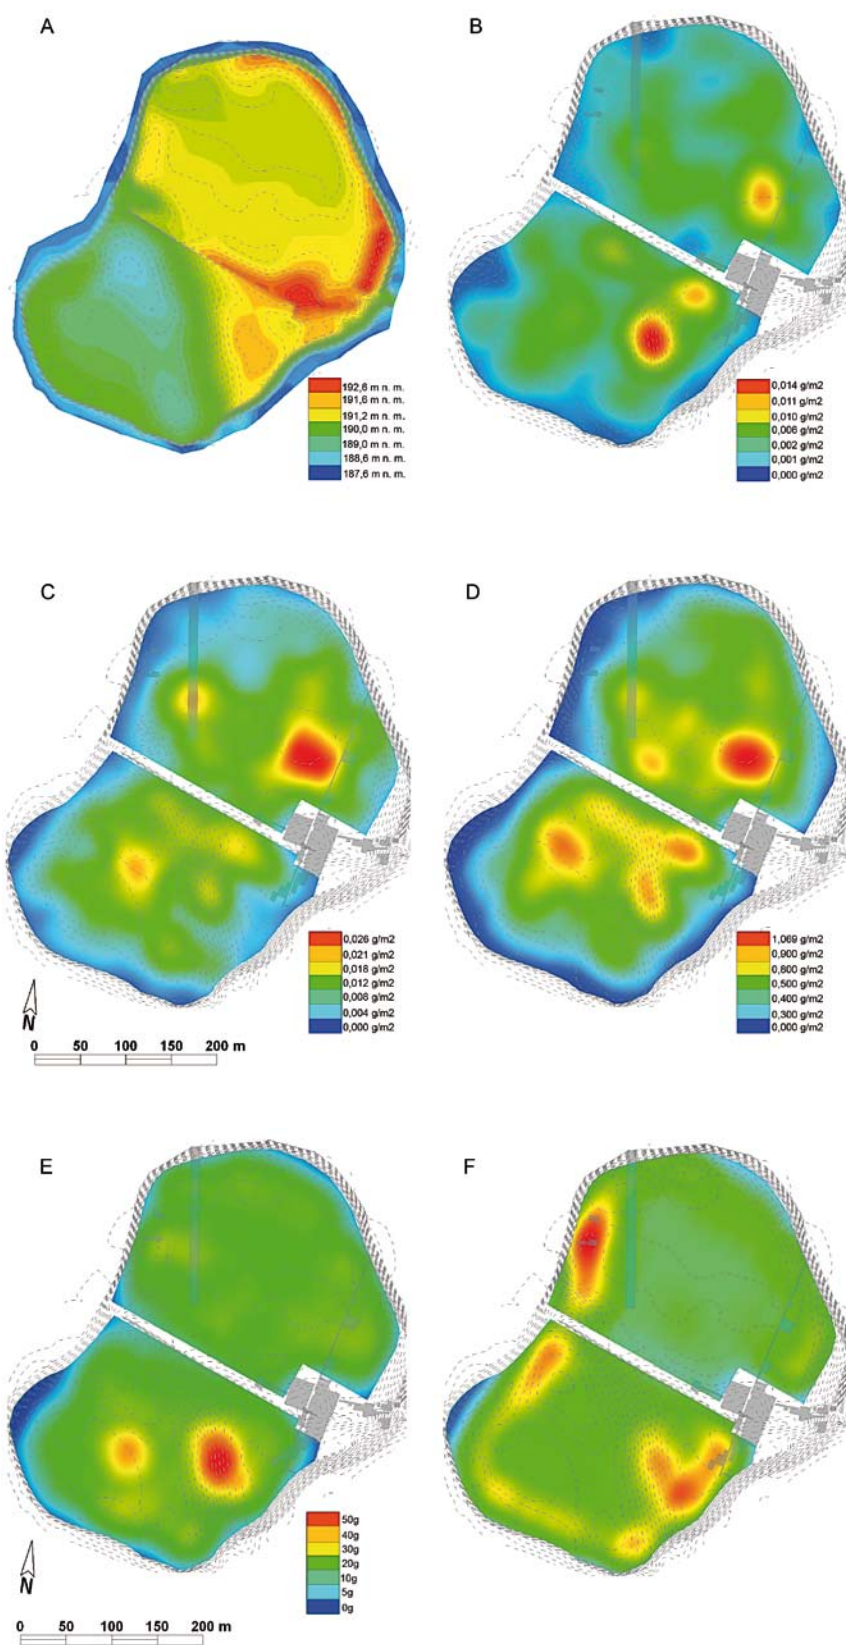 A
192,6 m n. m.
191,6 m n. m.
191,2 m n. m.
190,0 m n. m.
189,0 m n. m.
188,6 m n. m.
187,6 m n. m.
B
0,014 g/m2
0,011 g/m2
0,010 g/m2
0,006 g/m2
0,002 g/m2
0,001 g/m2
0,000 g/m2
C
0,026 g/m2
0,021 g/m2
0,018 g/m2
0,012 g/m2
0,008 g/m2
0,004 g/m2
0,000 g/m2
N
0 50 100 150 200 m
D
1,069 g/m2
0,900 g/m2
0,800 g/m2
0,500 g/m2
0,400 g/m2
0,300 g/m2
0,000 g/m2
E
50g
40g
30g
20g
10g
5g
0g
N
0 50 100 150 200 m
F